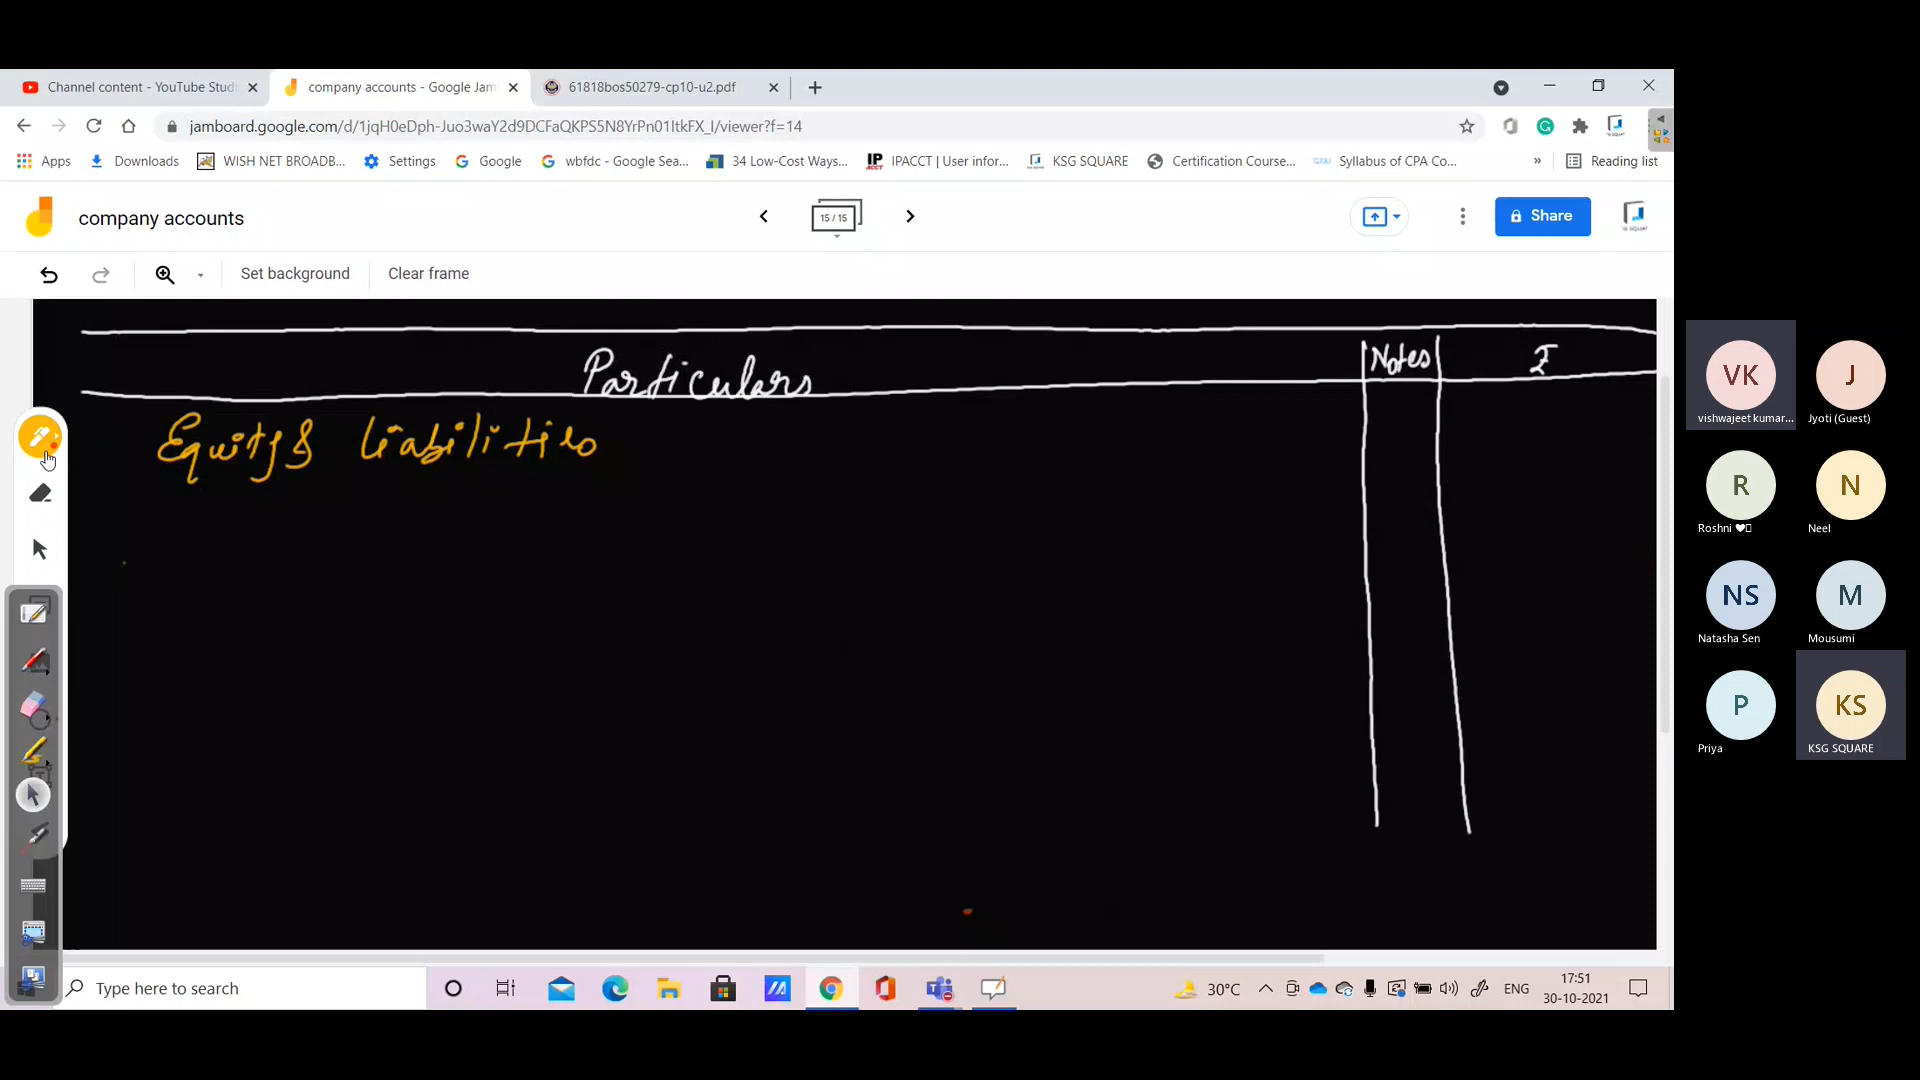 Channel content - YouTube Stud
company accounts - Google Jam
61818bos50279-cp10-u2.pdf
jamboard.google.com/d/1jqH0eDph-Juo3waY2d9DCFaQKPS5N8YrPn01ItkFX_I/viewer?f=14
Apps Downloads WISH NET BROADB... Settings Google wbfdc - Google Sea... 34 Low-Cost Ways... IPACCT | User infor... KSG SQUARE Certification Course... Syllabus of CPA Co... » Reading list
company accounts
15 / 15
Share
Set background Clear frame
Particulars Notes ₹
Equity & Liabilities
VK
vishwajeet kumar...
J
Jyoti (Guest)
R
Roshni ❤
N
Neel
NS
Natasha Sen
M
Mousumi
P
Priya
KS
KSG SQUARE
Type here to search
30°C
ENG
17:51
30-10-2021